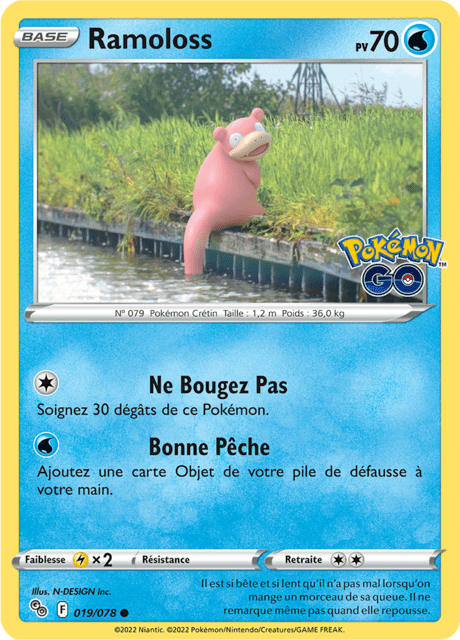 BASE Ramoloss PV70
POKÉMON™
GO
N° 079 Pokémon Crétin Taille : 1,2 m Poids : 36,0 kg
Ne Bougez Pas
Soignez 30 dégâts de ce Pokémon.
Bonne Pêche
Ajoutez une carte Objet de votre pile de défausse à
votre main.
Faiblesse ×2 Résistance Retraite
Illus. N-DESIGN Inc.
Il est si bête et si lent qu'il n'a pas mal lorsqu'on
mange un morceau de sa queue. Il ne
remarque même pas quand elle repousse.
F 019/078
©2022 Niantic. ©2022 Pokémon/Nintendo/Creatures/GAME FREAK.